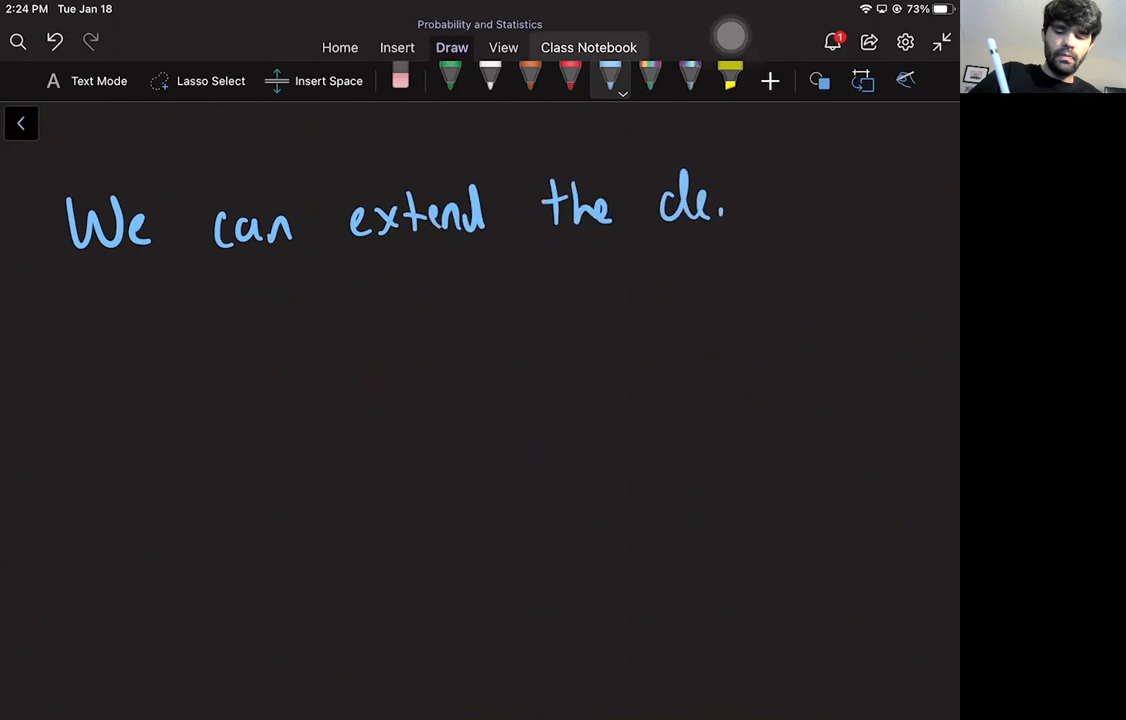 2:24 PM Tue Jan 18
73%
Probability and Statistics
Home Insert Draw View Class Notebook
1
A Text Mode Lasso Select Insert Space
We can extend the de.